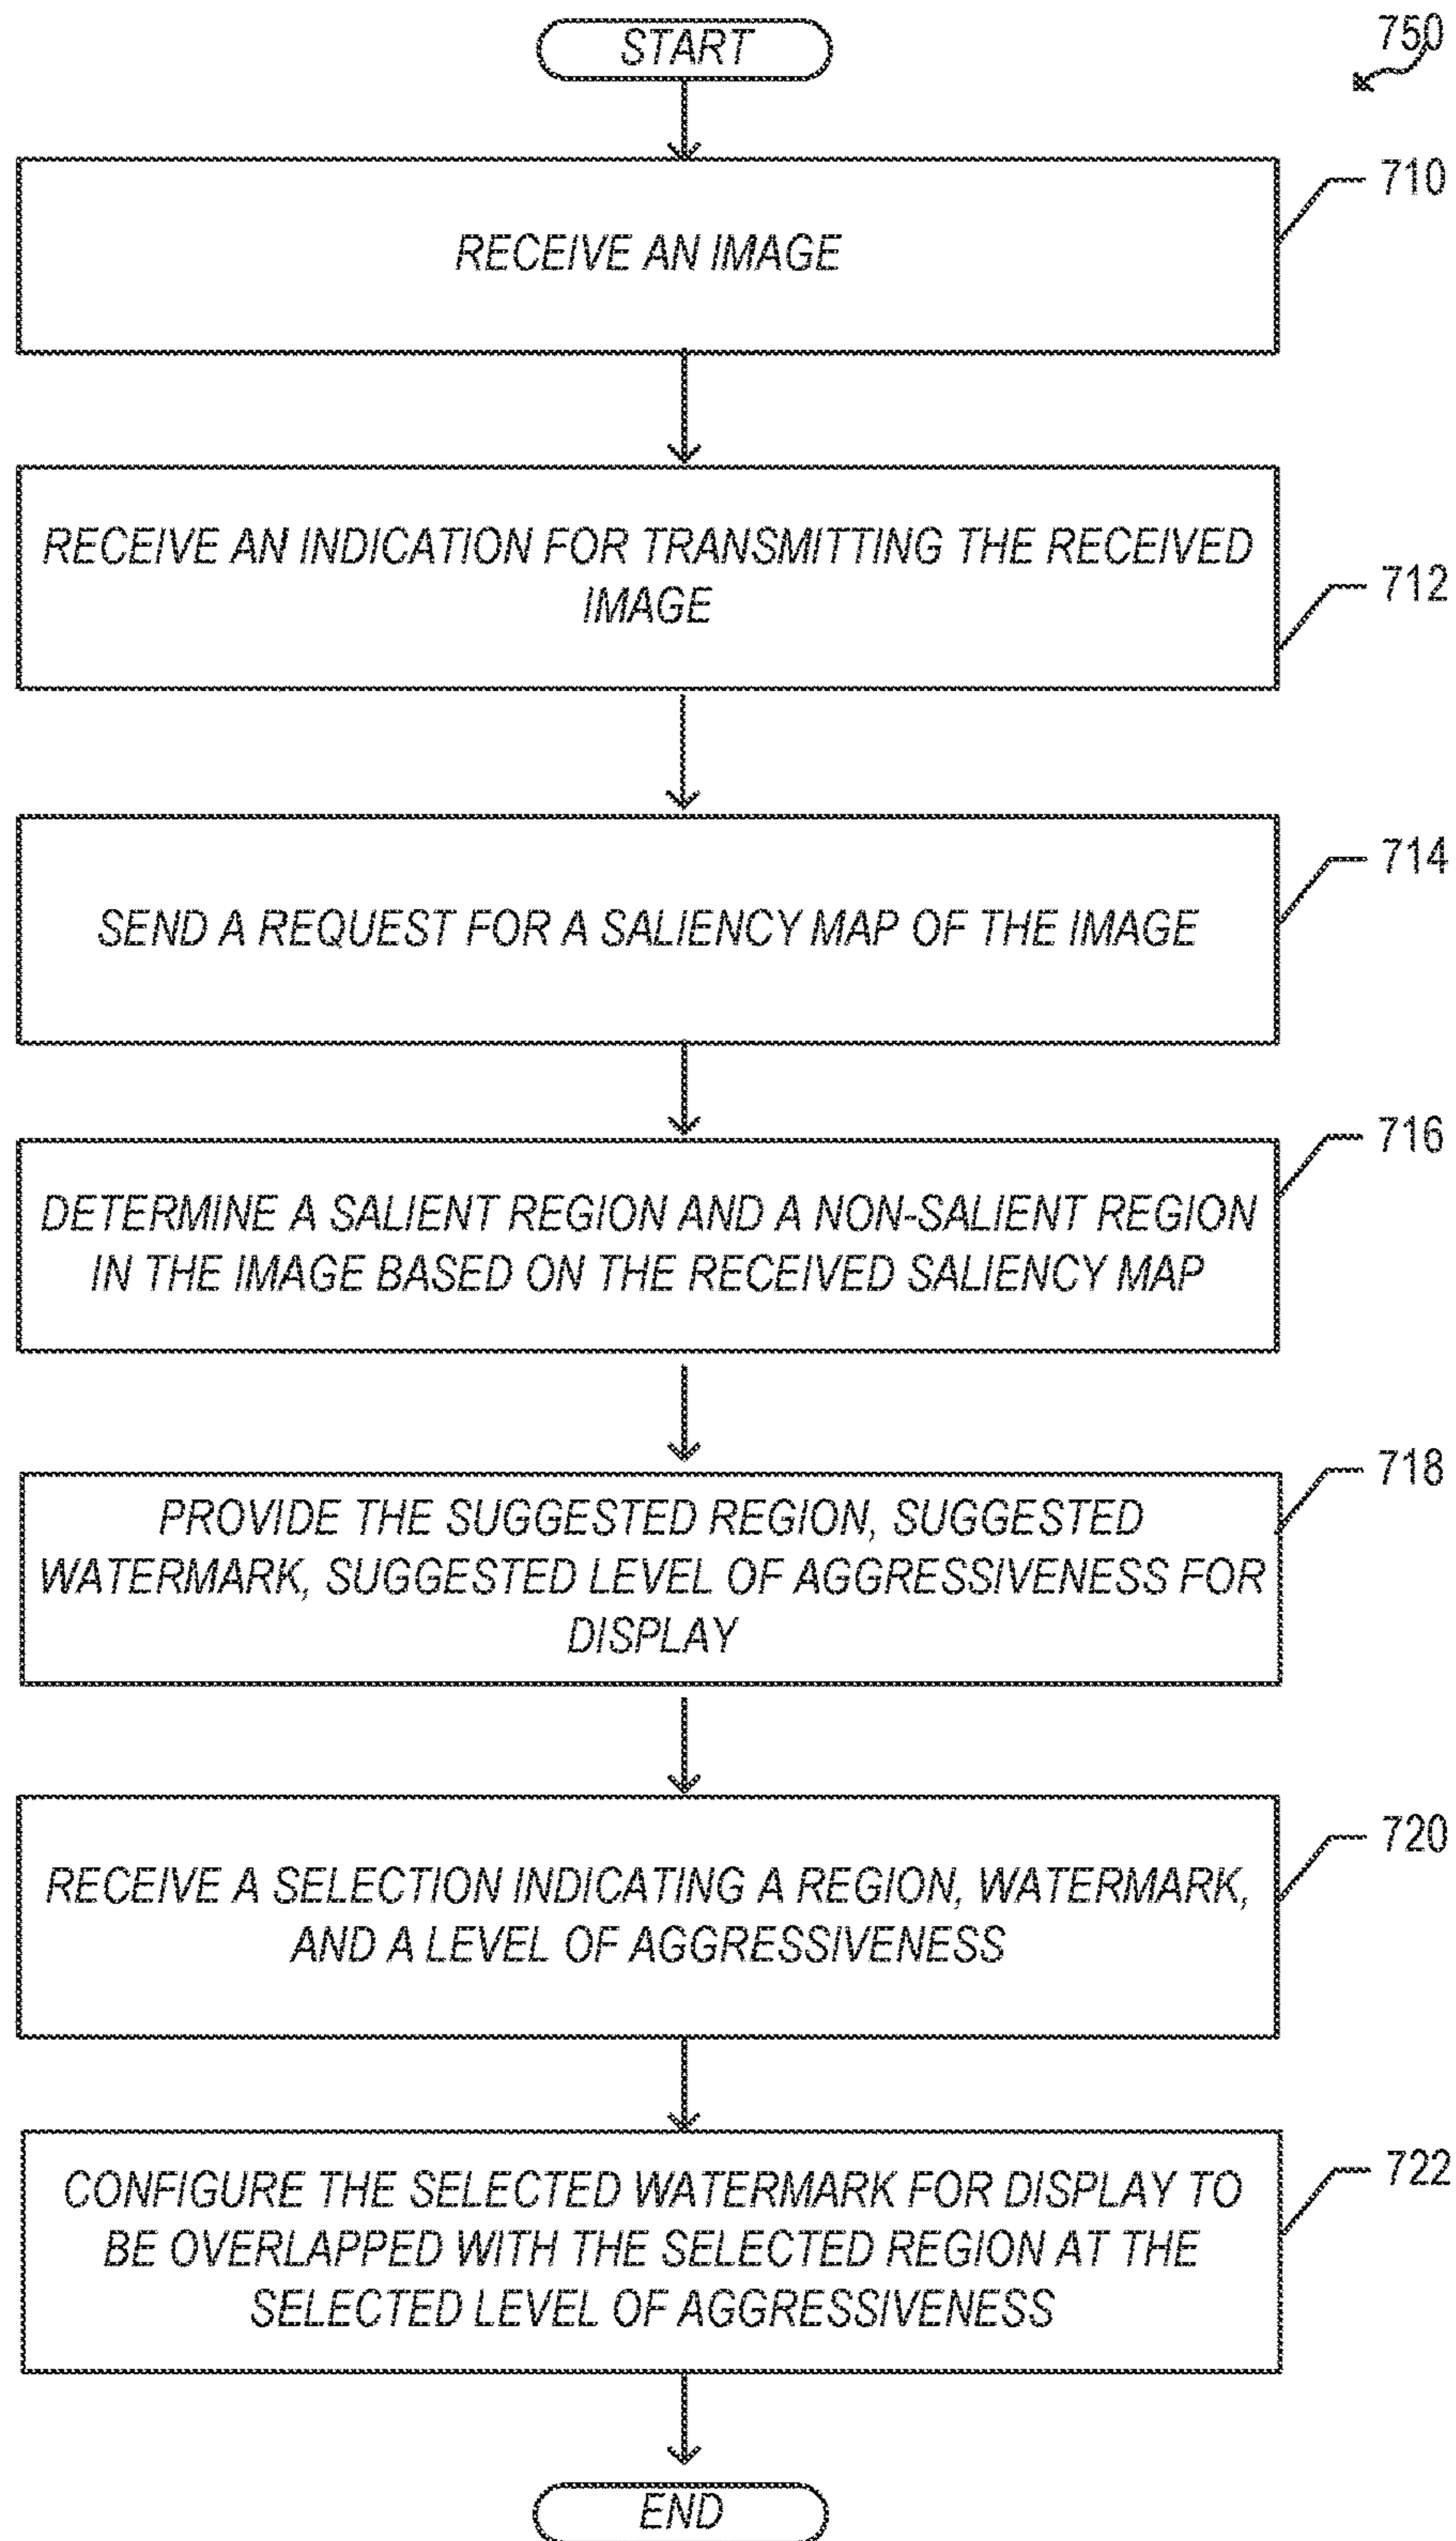 START
750
710
RECEIVE AN IMAGE
RECEIVE AN INDICATION FOR TRANSMITTING THE RECEIVED
IMAGE
712
714
SEND A REQUEST FOR A SALIENCY MAP OF THE IMAGE
716
DETERMINE A SALIENT REGION AND A NON-SALIENT REGION
IN THE IMAGE BASED ON THE RECEIVED SALIENCY MAP
718
PROVIDE THE SUGGESTED REGION, SUGGESTED
WATERMARK, SUGGESTED LEVEL OF AGGRESSIVENESS FOR
DISPLAY
720
RECEIVE A SELECTION INDICATING A REGION, WATERMARK,
AND A LEVEL OF AGGRESSIVENESS
722
CONFIGURE THE SELECTED WATERMARK FOR DISPLAY TO
BE OVERLAPPED WITH THE SELECTED REGION AT THE
SELECTED LEVEL OF AGGRESSIVENESS
END